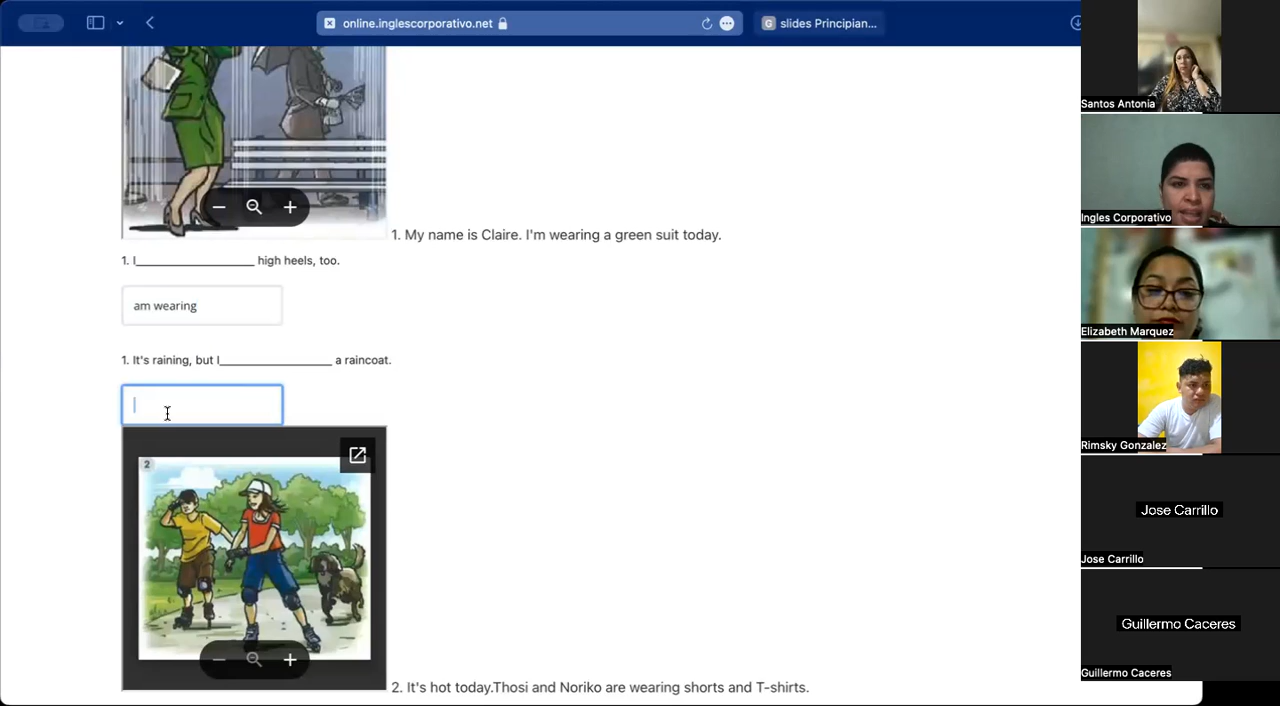 online.inglescorporativo.net
G slides Principian...
1. My name is Claire. I'm wearing a green suit today.
1. I____________________ high heels, too.
am wearing
1. It's raining, but I___________________ a raincoat.
2
2. It's hot today.Thosi and Noriko are wearing shorts and T-shirts.
Santos Antonia
Ingles Corporativo
Elizabeth Marquez
Rimsky Gonzalez
Jose Carrillo
Jose Carrillo
Guillermo Caceres
Guillermo Caceres